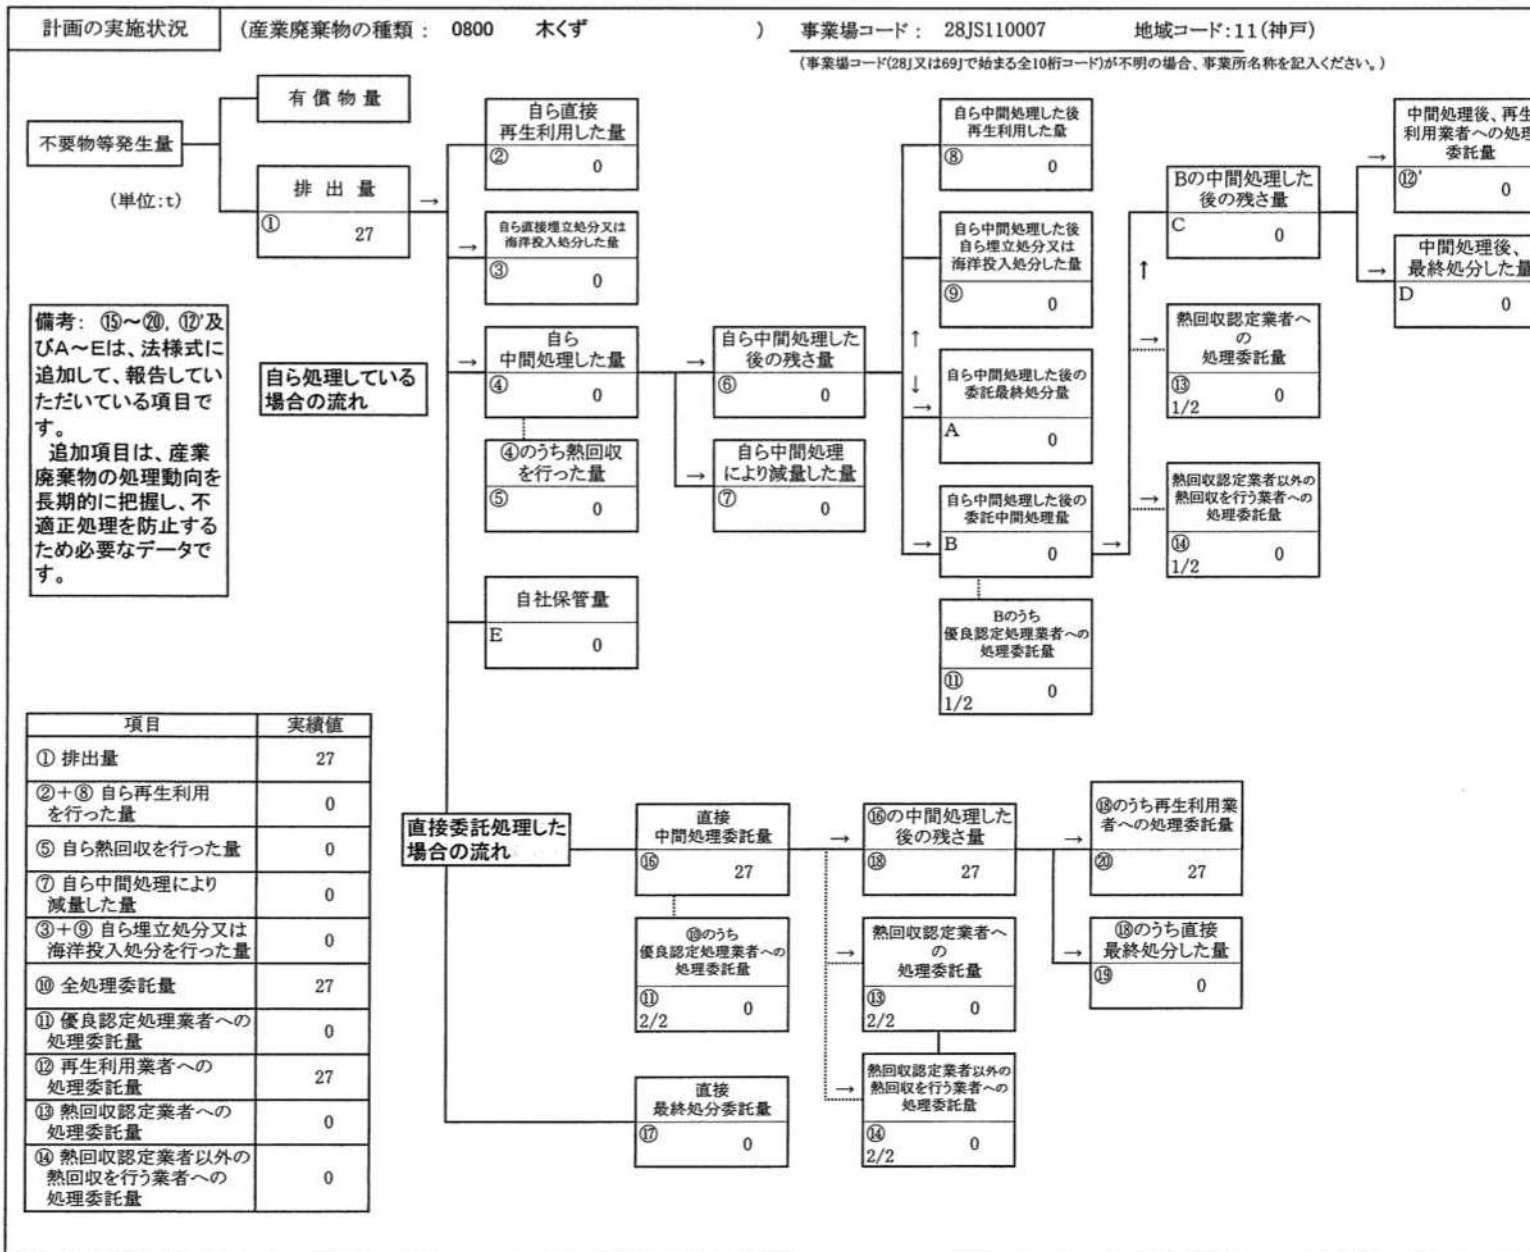 計画の実施状況
(産業廃棄物の種類： 0800 木くず )
事業場コード： 28JS110007 地域コード:11(神戸)
(事業場コード(28J又は69Jで始まる全10桁コード)が不明の場合、事業所名称を記入ください。)
不要物等発生量
(単位:t)
有償物量
排出量
① 27
自ら直接
再生利用した量
② 0
自ら直接埋立処分又は
海洋投入処分した量
③ 0
自ら
中間処理した量
④ 0
④のうち熱回収
を行った量
⑤ 0
自ら中間処理した
後の残さ量
⑥ 0
自ら中間処理
により減量した量
⑦ 0
自ら中間処理した後
再生利用した量
⑧ 0
自ら中間処理した後
自ら埋立処分又は
海洋投入処分した量
⑨ 0
自ら中間処理した後の
委託最終処分量
A 0
自ら中間処理した後の
委託中間処理量
B 0
Bのうち
優良認定処理業者への
処理委託量
⑪ 0
1/2
Bの中間処理した
後の残さ量
C 0
熱回収認定業者へ
の
処理委託量
⑬ 0
1/2
熱回収認定業者以外の
熱回収を行う業者への
処理委託量
⑭ 0
1/2
中間処理後、再生
利用業者への処理
委託量
⑫' 0
中間処理後、
最終処分した量
D 0
備考： ⑮～⑳, ⑫'及
びA～Eは、法様式に
追加して、報告してい
ただいている項目で
す。
追加項目は、産業
廃棄物の処理動向を
長期的に把握し、不
適正処理を防止する
ため必要なデータで
す。
自ら処理している
場合の流れ
自社保管量
E 0
項目 実績値
① 排出量 27
②＋⑧ 自ら再生利用
を行った量 0
⑤ 自ら熱回収を行った量 0
⑦ 自ら中間処理により
減量した量 0
③＋⑨ 自ら埋立処分又は
海洋投入処分を行った量 0
⑩ 全処理委託量 27
⑪ 優良認定処理業者への
処理委託量 0
⑫ 再生利用業者への
処理委託量 27
⑬ 熱回収認定業者への
処理委託量 0
⑭ 熱回収認定業者以外の
熱回収を行う業者への
処理委託量 0
直接委託処理した
場合の流れ
直接
中間処理委託量
⑯ 27
⑩のうち
優良認定処理業者への
処理委託量
⑪ 0
2/2
直接
最終処分委託量
⑰ 0
⑯の中間処理した
後の残さ量
⑱ 27
熱回収認定業者へ
の
処理委託量
⑬ 0
2/2
熱回収認定業者以外の
熱回収を行う業者への
処理委託量
⑭ 0
2/2
⑱のうち再生利用業
者への処理委託量
⑳ 27
⑱のうち直接
最終処分した量
⑲ 0